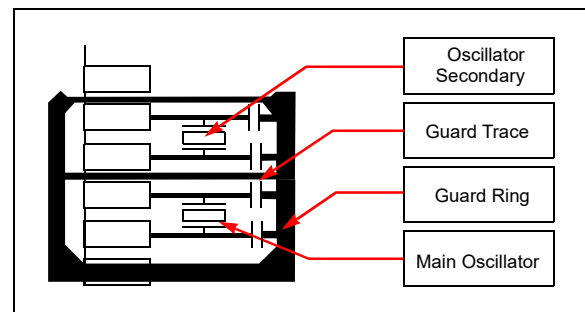 Oscillator
Secondary
Guard Trace
Guard Ring
Main Oscillator